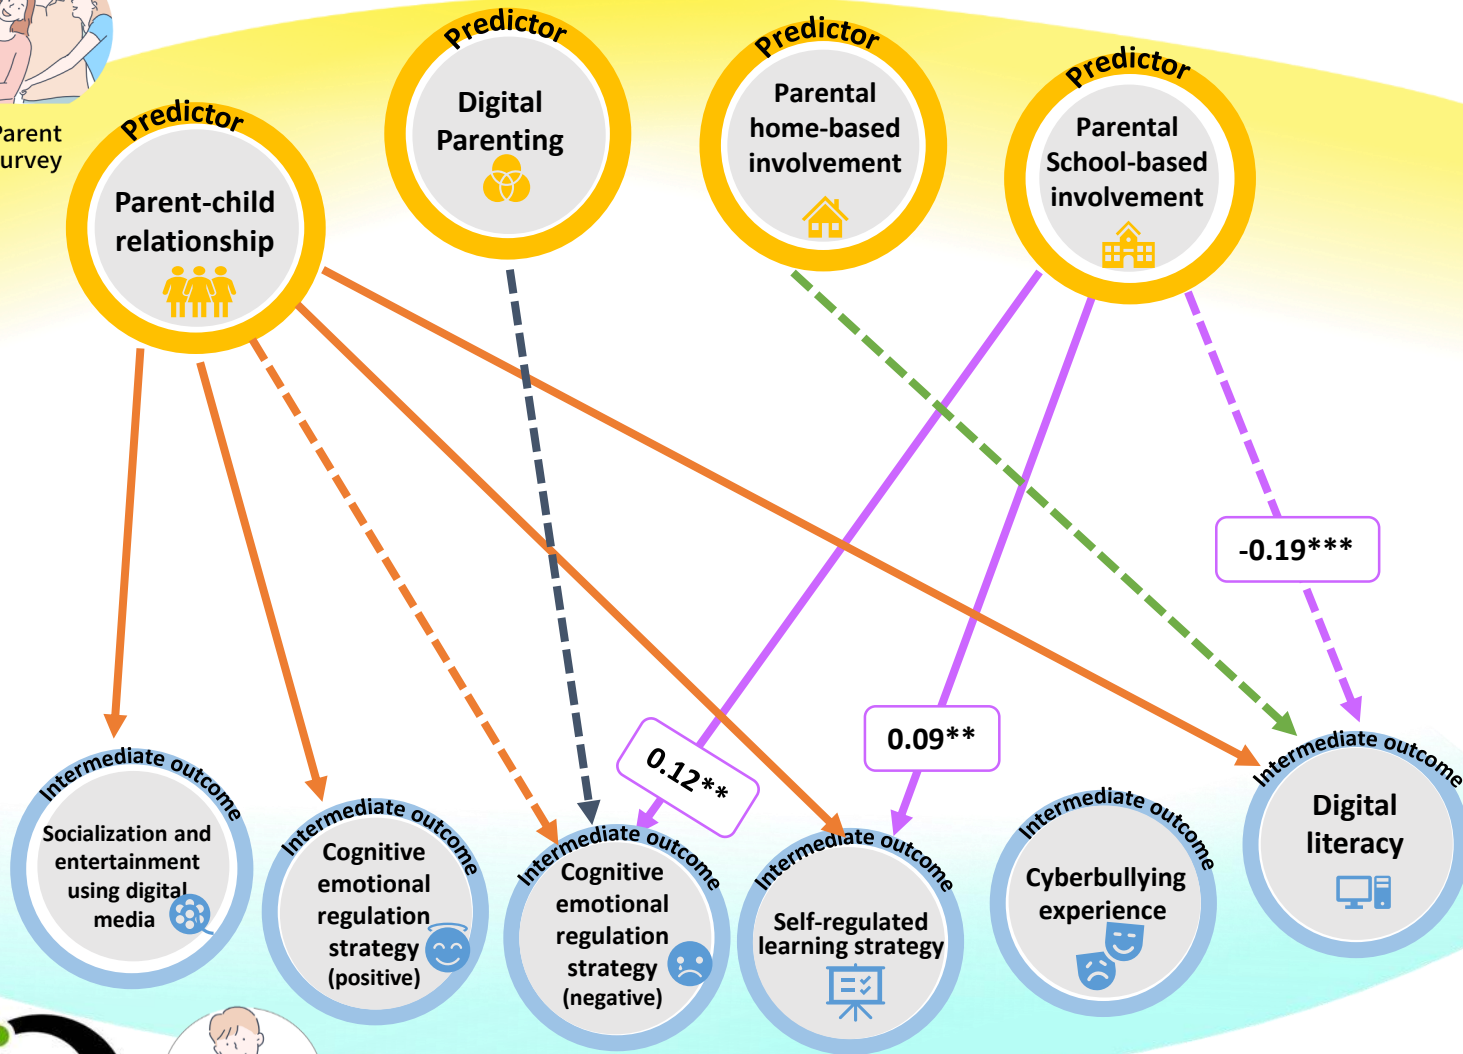 Predictor
Digital
Parenting
Predictor
Parental
home-based
involvement
Predictor
Parental
School-based
involvement
Predictor
Parent-child
relationship
-0.19***
0.12**
0.09**
Intermediate outcome
Socialization and
entertainment
using digital
media
Intermediate outcome
Cognitive
emotional
regulation
strategy
(positive)
Intermediate outcome
Cognitive
emotional
regulation
strategy
(negative)
Intermediate outcome
Self-regulated
learning strategy
Intermediate outcome
Cyberbullying
experience
Intermediate outcome
Digital
literacy